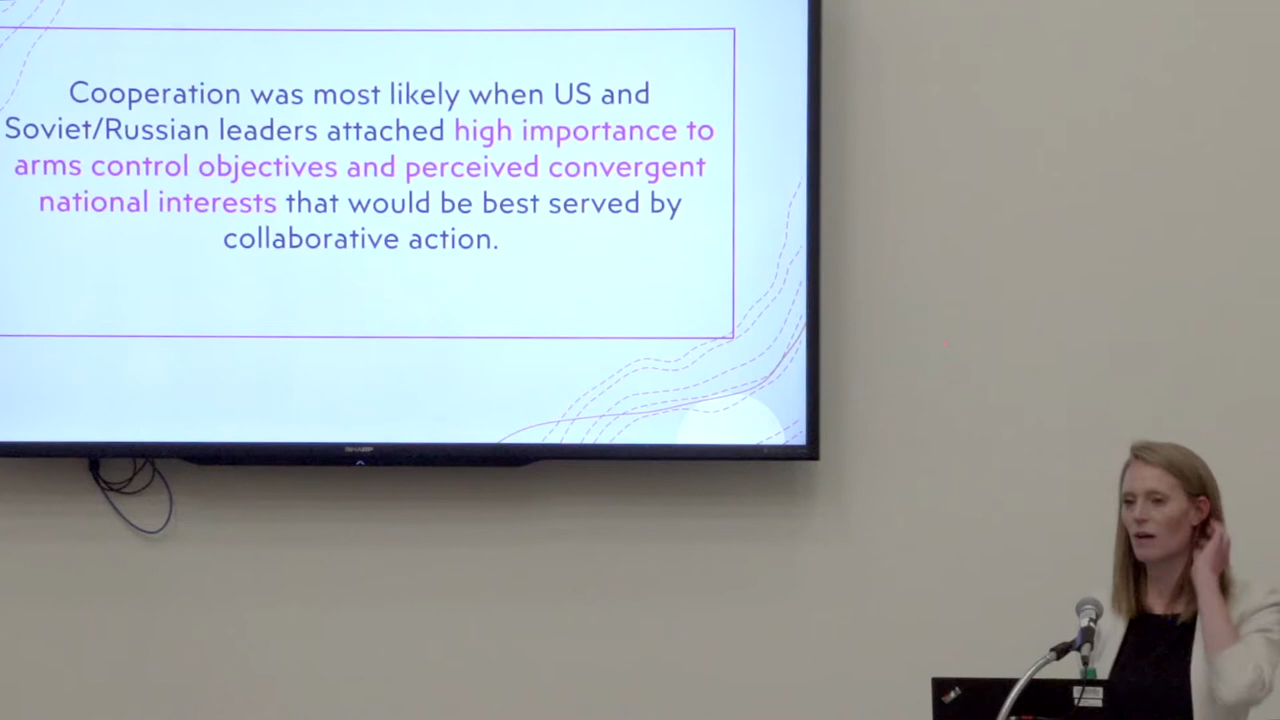 Cooperation was most likely when US and
Soviet/Russian leaders attached high importance to
arms control objectives and perceived convergent
national interests that would be best served by
collaborative action.
SHARP